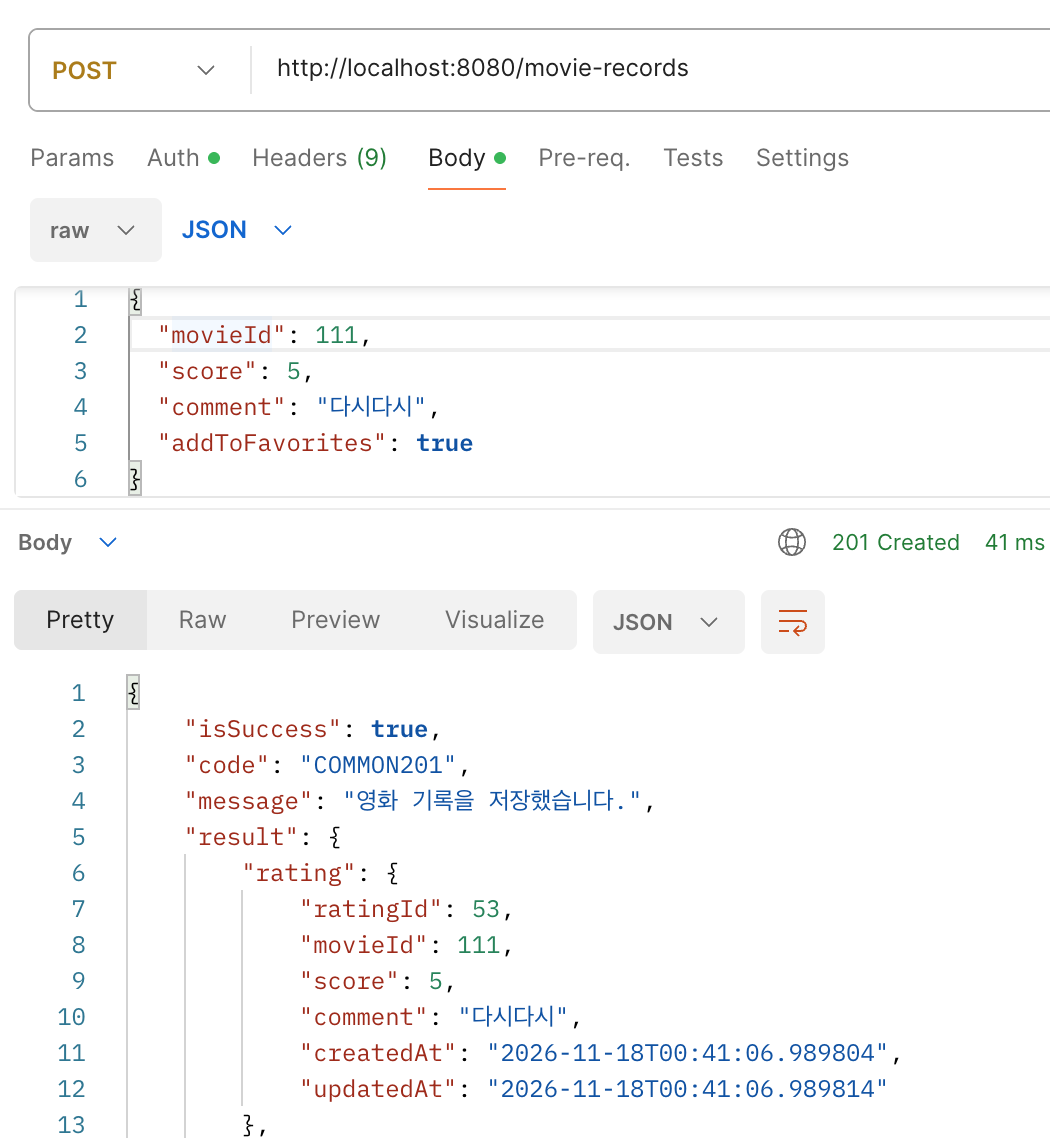 POST http://localhost:8080/movie-records
Params Auth Headers (9) Body Pre-req. Tests Settings
raw JSON
1 {
2 "movieId": 111,
3 "score": 5,
4 "comment": "다시다시",
5 "addToFavorites": true
6 }
Body 201 Created 41 ms
Pretty Raw Preview Visualize JSON
1 {
2 "isSuccess": true,
3 "code": "COMMON201",
4 "message": "영화 기록을 저장했습니다.",
5 "result": {
6 "rating": {
7 "ratingId": 53,
8 "movieId": 111,
9 "score": 5,
10 "comment": "다시다시",
11 "createdAt": "2026-11-18T00:41:06.989804",
12 "updatedAt": "2026-11-18T00:41:06.989814"
13 },